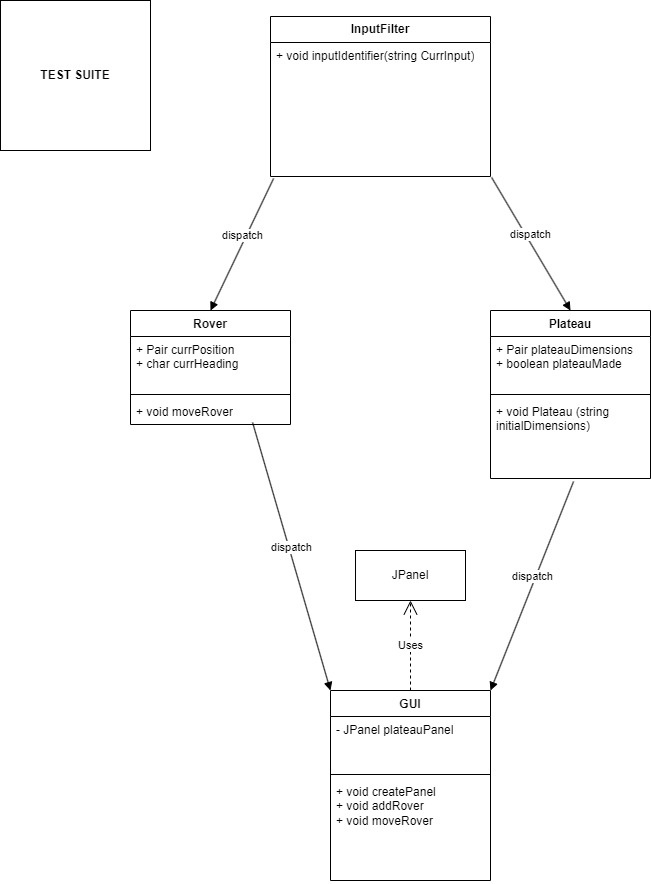 TEST SUITE
InputFilter
+ void inputIdentifier(string CurrInput)
dispatch
dispatch
Rover
+ Pair currPosition
+ char currHeading
+ void moveRover
Plateau
+ Pair plateauDimensions
+ boolean plateauMade
+ void Plateau (string
initialDimensions)
dispatch
dispatch
JPanel
Uses
GUI
- JPanel plateauPanel
+ void createPanel
+ void addRover
+ void moveRover